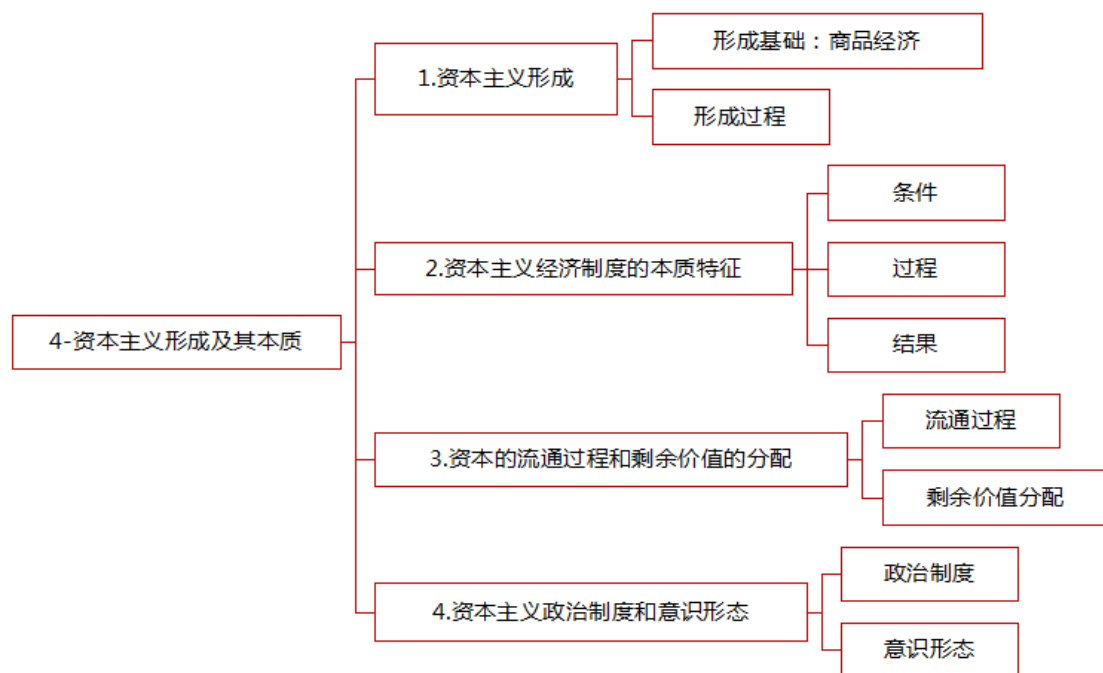 4-资本主义形成及其本质
1.资本主义形成
形成基础：商品经济
形成过程
2.资本主义经济制度的本质特征
条件
过程
结果
3.资本的流通过程和剩余价值的分配
流通过程
剩余价值分配
4.资本主义政治制度和意识形态
政治制度
意识形态